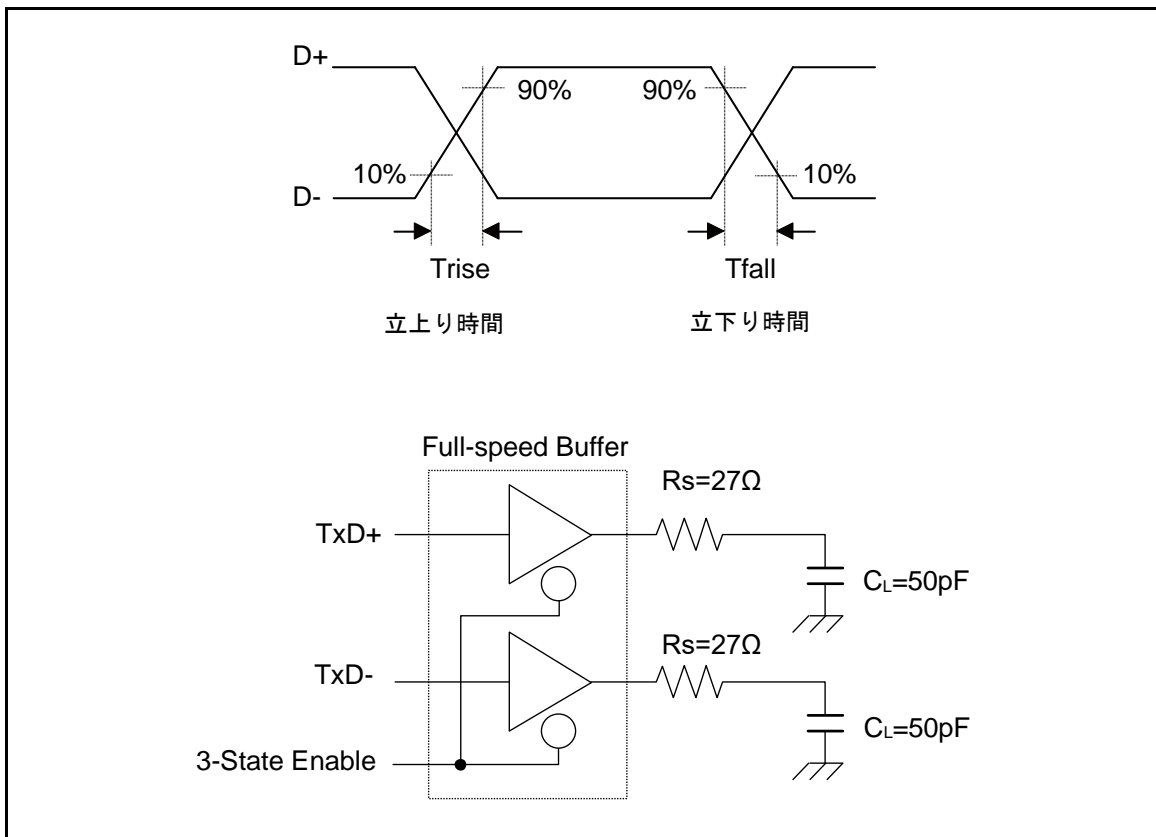 D+
90%
90%
10%
10%
D-
Trise
Tfall
立上り時間
立下り時間
Full-speed Buffer
Rs=27Ω
TxD+
CL=50pF
Rs=27Ω
TxD-
CL=50pF
3-State Enable